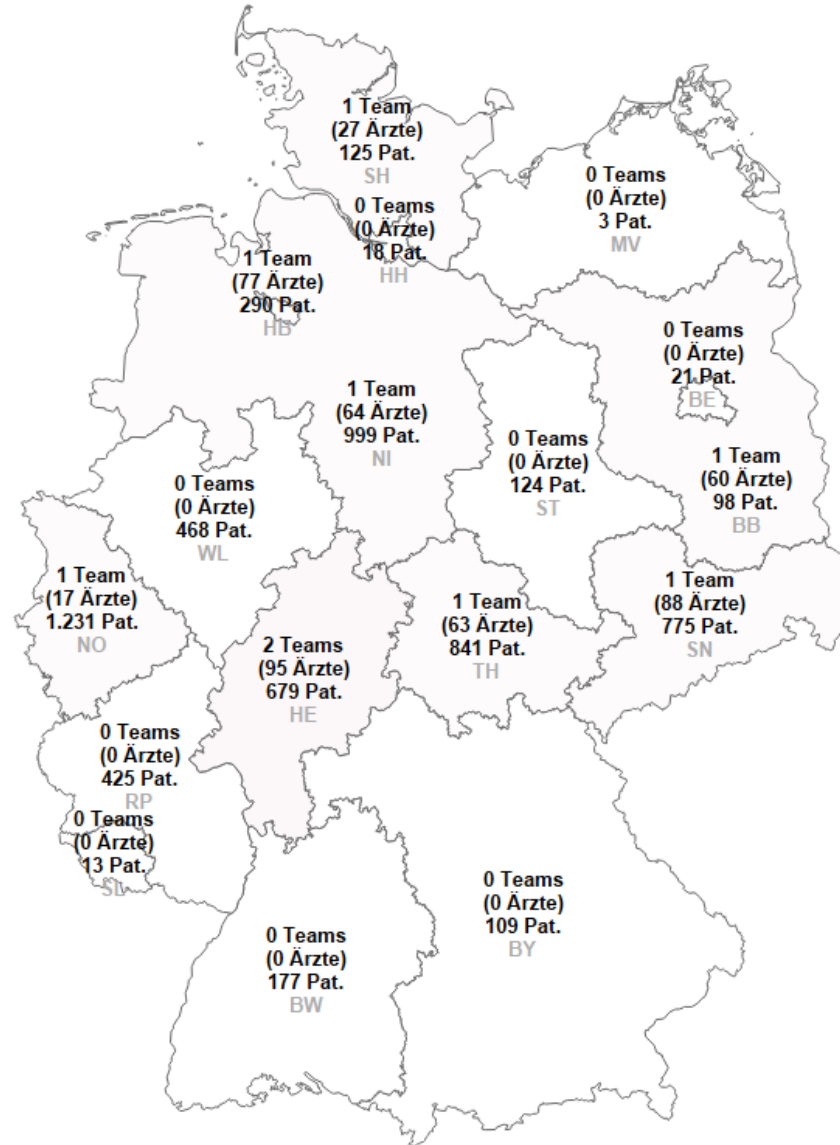 1 Team
(27 Ärzte)
125 Pat.
SH
0 Teams
(0 Ärzte)
3 Pat.
MV
0 Teams
(0 Ärzte)
18 Pat.
HH
1 Team
(77 Ärzte)
290 Pat.
HB
0 Teams
(0 Ärzte)
21 Pat.
BE
1 Team
(64 Ärzte)
999 Pat.
NI
0 Teams
(0 Ärzte)
124 Pat.
ST
1 Team
(60 Ärzte)
98 Pat.
BB
0 Teams
(0 Ärzte)
468 Pat.
WL
1 Team
(17 Ärzte)
1.231 Pat.
NO
2 Teams
(95 Ärzte)
679 Pat.
HE
1 Team
(63 Ärzte)
841 Pat.
TH
1 Team
(88 Ärzte)
775 Pat.
SN
0 Teams
(0 Ärzte)
425 Pat.
RP
0 Teams
(0 Ärzte)
13 Pat.
SL
0 Teams
(0 Ärzte)
177 Pat.
BW
0 Teams
(0 Ärzte)
109 Pat.
BY